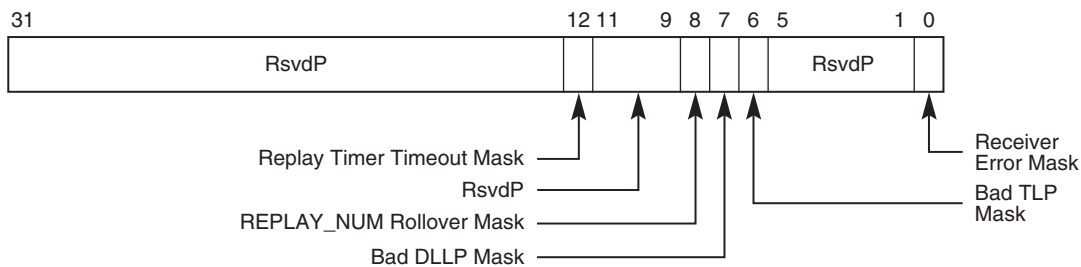 31 12 11 9 8 7 6 5 1 0
RsvdP RsvdP
Replay Timer Timeout Mask
RsvdP
REPLAY_NUM Rollover Mask
Bad DLLP Mask
Receiver
Error Mask
Bad TLP
Mask